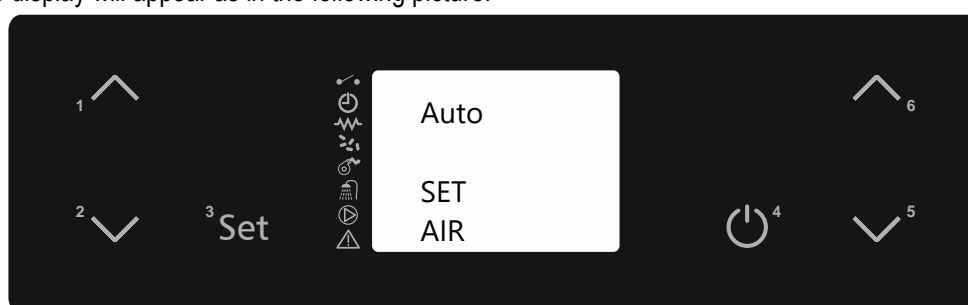 display will appear as in the following picture:
1
6
Auto
SET
AIR
2
3 Set
4
5